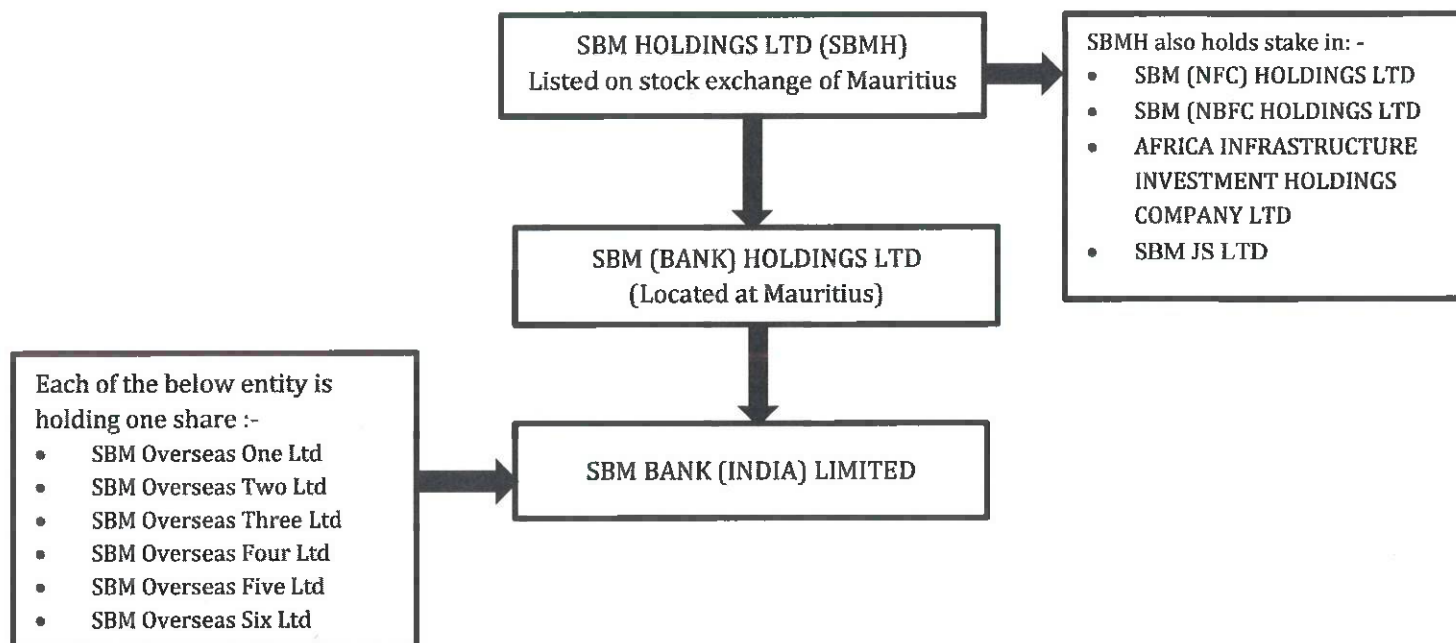 SBM HOLDINGS LTD (SBMH)
Listed on stock exchange of Mauritius
SBMH also holds stake in: -
• SBM (NFC) HOLDINGS LTD
• SBM (NBFC HOLDINGS LTD
• AFRICA INFRASTRUCTURE
INVESTMENT HOLDINGS
COMPANY LTD
• SBM JS LTD
SBM (BANK) HOLDINGS LTD
(Located at Mauritius)
Each of the below entity is
holding one share :-
• SBM Overseas One Ltd
• SBM Overseas Two Ltd
• SBM Overseas Three Ltd
• SBM Overseas Four Ltd
• SBM Overseas Five Ltd
• SBM Overseas Six Ltd
SBM BANK (INDIA) LIMITED